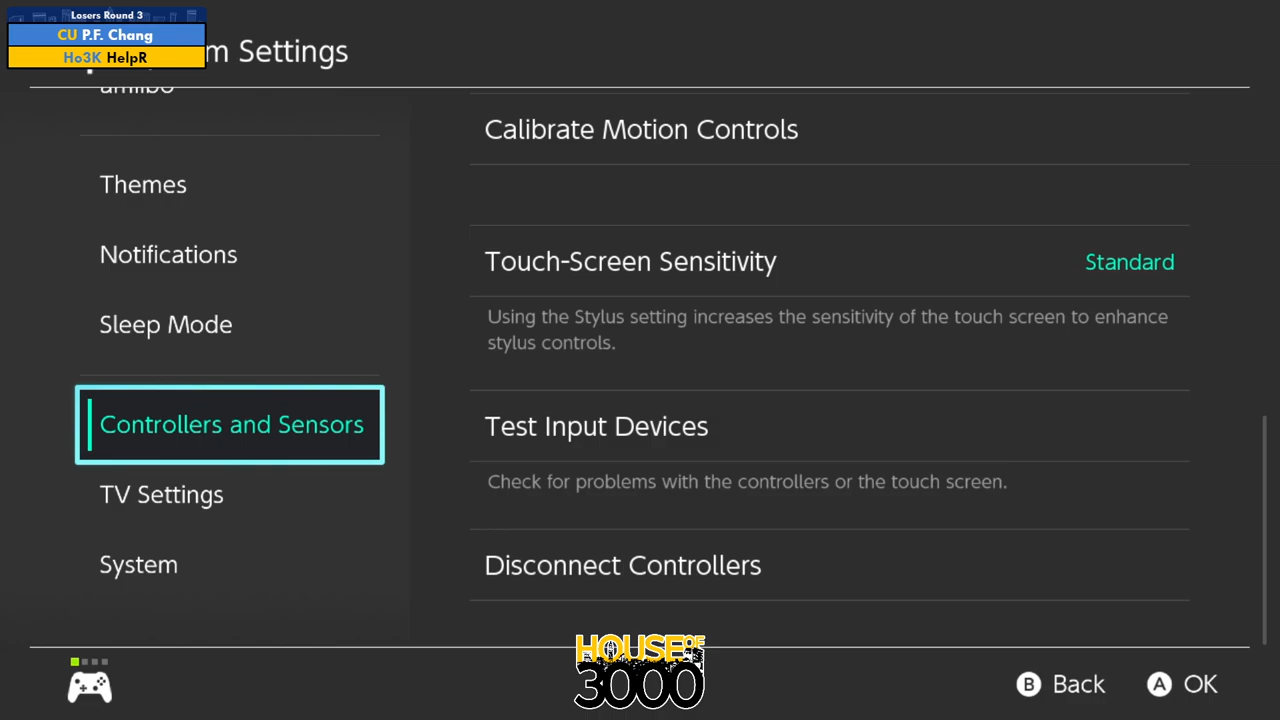 Losers Round 3
CU P.F. Chang
Ho3K HelpR
m Settings
amiibo
Themes
Notifications
Sleep Mode
Controllers and Sensors
TV Settings
System
Calibrate Motion Controls
Touch-Screen Sensitivity Standard
Using the Stylus setting increases the sensitivity of the touch screen to enhance
stylus controls.
Test Input Devices
Check for problems with the controllers or the touch screen.
Disconnect Controllers
HOUSE OF
3000
B Back A OK